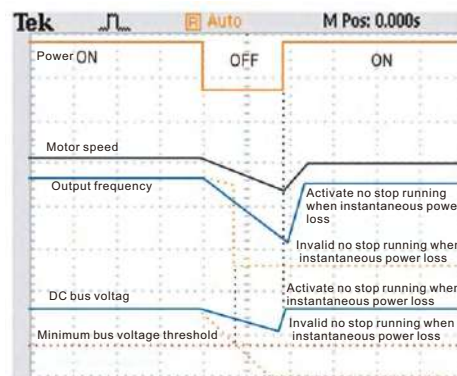 Tek
R Auto
M Pos: 0.000s
Power ON
OFF
ON
Motor speed
Output frequency
Activate no stop running
when instantaneous powe
loss
Invalid no stop running when
instantaneous power loss
DC bus voltag
Activate no stop running when
instantaneous power loss
Minimum bus voltage threshold
Invalid no stop running when
instantaneous power loss